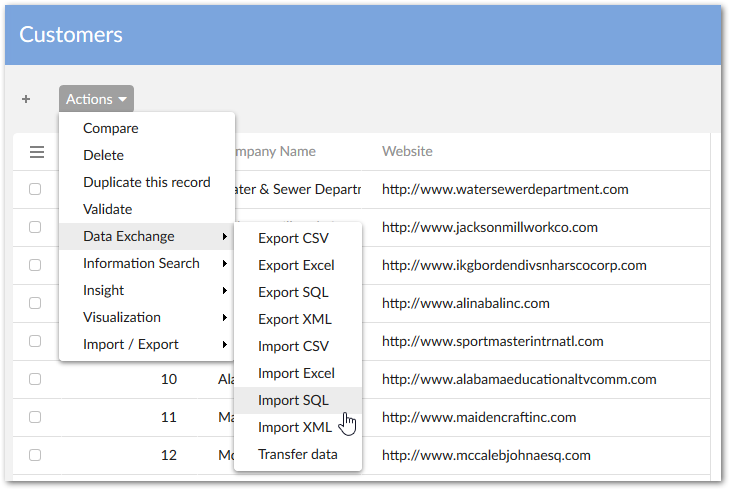 Customers
+ Actions
Compare
Delete
Duplicate this record
Validate
Data Exchange
Information Search
Insight
Visualization
Import / Export
Export CSV
Export Excel
Export SQL
Export XML
Import CSV
Import Excel
Import SQL
Import XML
Transfer data
mpany Name Website
ater & Sewer Departr http://www.watersewerdepartment.com
http://www.jacksonmillworkco.com
http://www.ikgbordendivsnharscocorp.com
http://www.alinabalinc.com
http://www.sportmasterintrnatl.com
10 Ala http://www.alabamaeducationaltvcomm.com
11 Ma http://www.maidencraftinc.com
12 Mc http://www.mccalebjohnaesq.com